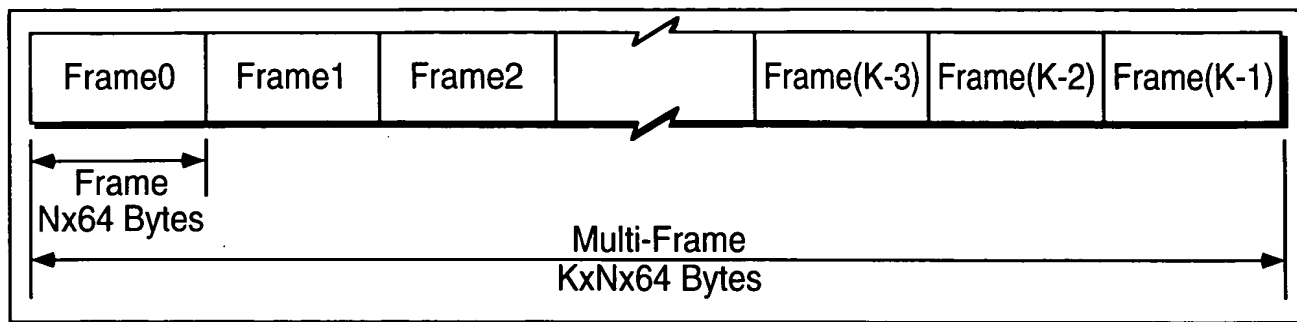 Frame0 Frame1 Frame2 Frame(K-3) Frame(K-2) Frame(K-1)
Frame
Nx64 Bytes
Multi-Frame
KxNx64 Bytes